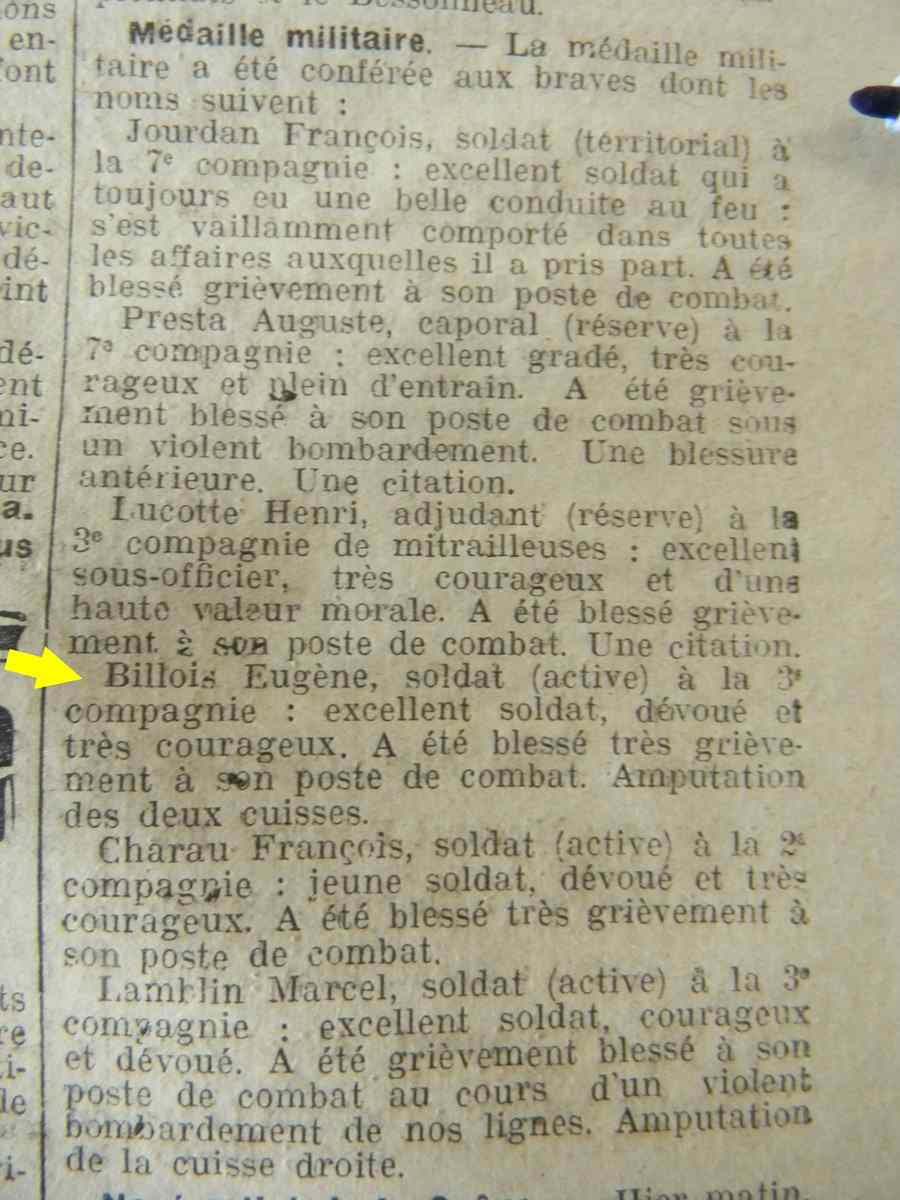 Médaille militaire. — La médaille mili-
taire a été conférée aux braves dont les
noms suivent :
Jourdan François, soldat (territorial) à
la 7e compagnie : excellent soldat qui a
toujours eu une belle conduite au feu :
s'est vaillamment comporté dans toutes
les affaires auxquelles il a pris part. A été
blessé grièvement à son poste de combat.
Presta Auguste, caporal (réserve) à la
7e compagnie : excellent gradé, très cou-
rageux et plein d'entrain. A été griève-
ment blessé à son poste de combat sous
un violent bombardement. Une blessure
antérieure. Une citation.
Lucotte Henri, adjudant (réserve) à la
3e compagnie de mitrailleuses : excellent
sous-officier, très courageux et d'une
haute valeur morale. A été blessé griève-
ment à son poste de combat. Une citation.
Billois Eugène, soldat (active) à la 3e
compagnie : excellent soldat, dévoué et
très courageux. A été blessé très griève-
ment à son poste de combat. Amputation
des deux cuisses.
Charau François, soldat (active) à la 2e
compagnie : jeune soldat, dévoué et très
courageux. A été blessé très grièvement à
son poste de combat.
Lamblin Marcel, soldat (active) à la 3e
compagnie : excellent soldat, courageux
et dévoué. A été grièvement blessé à son
poste de combat au cours d'un violent
bombardement de nos lignes. Amputation
de la cuisse droite.
Hier matin,